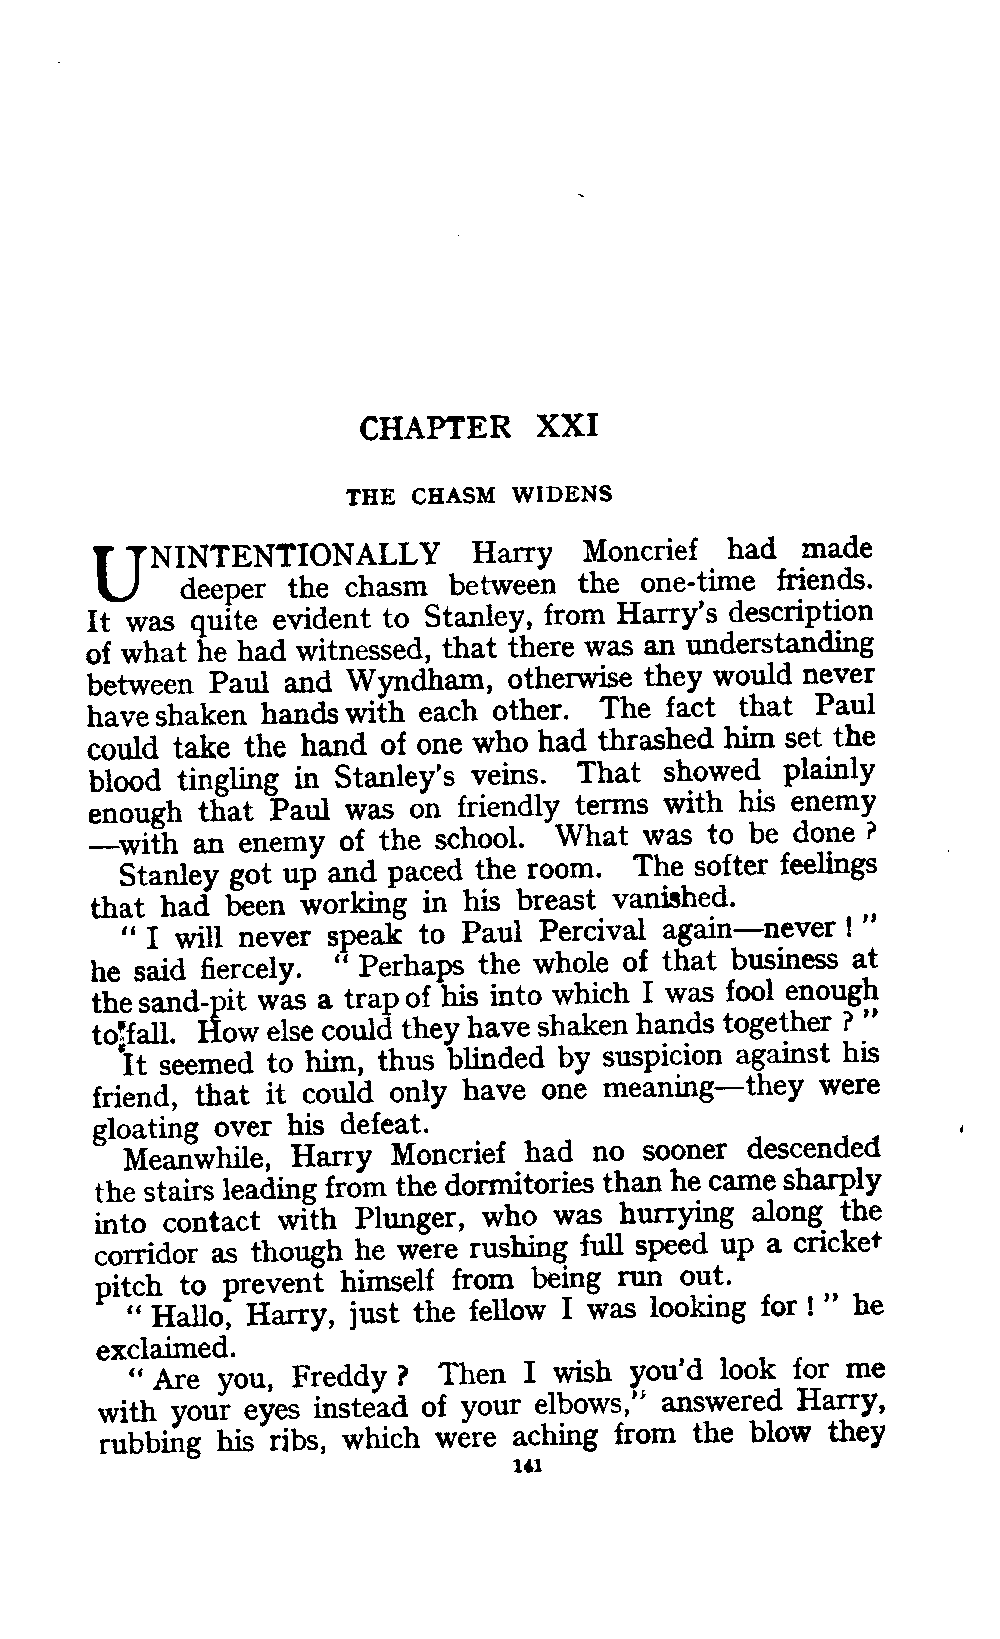 CHAPTER XXI
THE CHASM WIDENS
UNINTENTIONALLY Harry Moncrief had made
deeper the chasm between the one-time friends.
It was quite evident to Stanley, from Harry's description
of what he had witnessed, that there was an understanding
between Paul and Wyndham, otherwise they would never
have shaken hands with each other. The fact that Paul
could take the hand of one who had thrashed him set the
blood tingling in Stanley's veins. That showed plainly
enough that Paul was on friendly terms with his enemy
—with an enemy of the school. What was to be done ?
Stanley got up and paced the room. The softer feelings
that had been working in his breast vanished.
" I will never speak to Paul Percival again—never ! "
he said fiercely. " Perhaps the whole of that business at
the sand-pit was a trap of his into which I was fool enough
to fall. How else could they have shaken hands together ? "
It seemed to him, thus blinded by suspicion against his
friend, that it could only have one meaning—they were
gloating over his defeat.
Meanwhile, Harry Moncrief had no sooner descended
the stairs leading from the dormitories than he came sharply
into contact with Plunger, who was hurrying along the
corridor as though he were rushing full speed up a cricket
pitch to prevent himself from being run out.
" Hallo, Harry, just the fellow I was looking for ! " he
exclaimed.
" Are you, Freddy ? Then I wish you'd look for me
with your eyes instead of your elbows," answered Harry,
rubbing his ribs, which were aching from the blow they
141